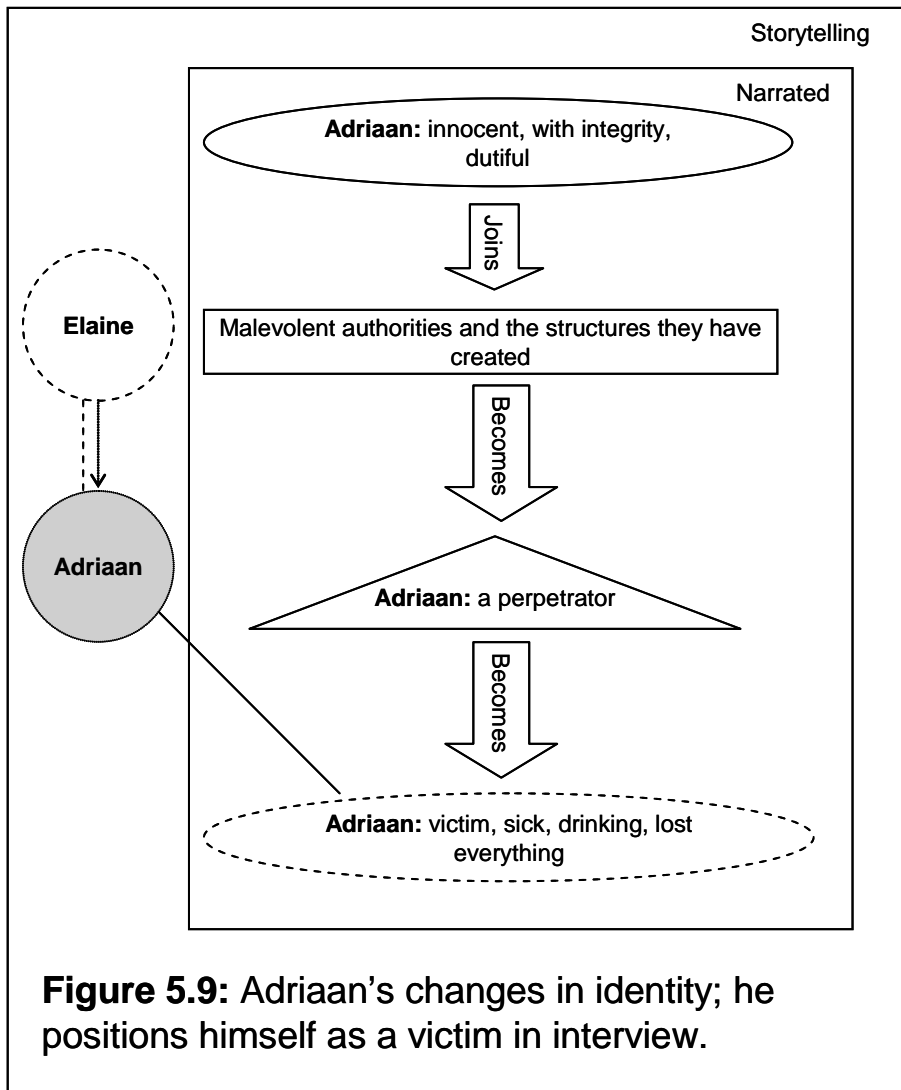 Storytelling
Narrated
Adriaan: innocent, with integrity,
dutiful
Joins
Elaine
Malevolent authorities and the structures they have
created
Becomes
Adriaan
Adriaan: a perpetrator
Becomes
Adriaan: victim, sick, drinking, lost
everything
Figure 5.9: Adriaan's changes in identity; he
positions himself as a victim in interview.